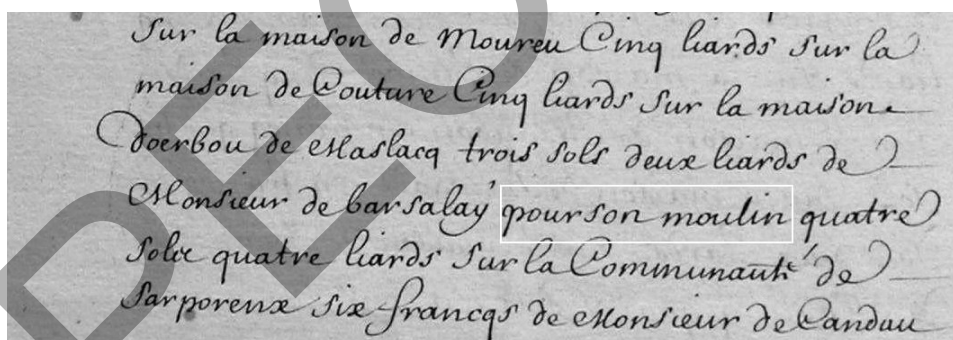 Sur la maison de Moureu Cinq liards Sur la
maison de Couture Cinq liards Sur la maison
doerbou de Maslacq trois Sols deux liards de
Monsieur de barsalay pour son moulin quatre
Sols quatre liards Sur la Communauté de
Sarporenx six francqs de Monsieur de Candau